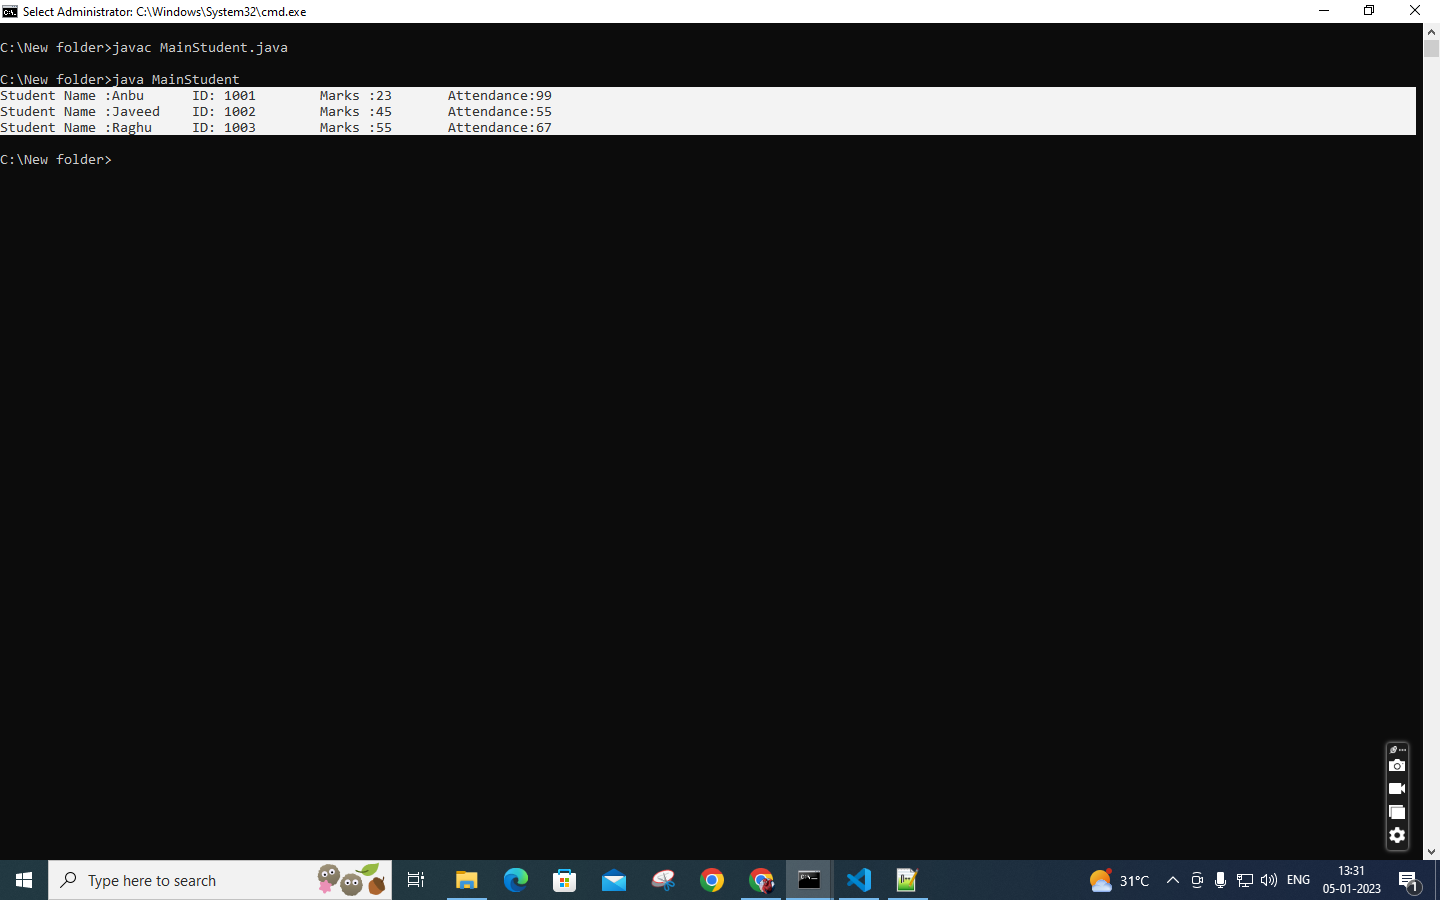 Select Administrator: C:\Windows\System32\cmd.exe
C:\New folder>javac MainStudent.java
C:\New folder>java MainStudent
Student Name :Anbu      ID: 1001        Marks :23       Attendance:99
Student Name :Javeed    ID: 1002        Marks :45       Attendance:55
Student Name :Raghu     ID: 1003        Marks :55       Attendance:67
C:\New folder>
Type here to search
31°C
ENG
13:31
05-01-2023
1